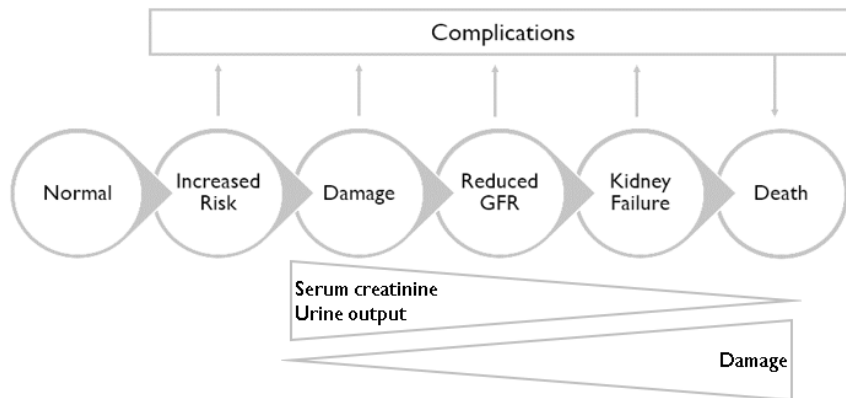 Complications
Normal
Increased
Risk
Damage
Reduced
GFR
Kidney
Failure
Death
Serum creatinine
Urine output
Damage